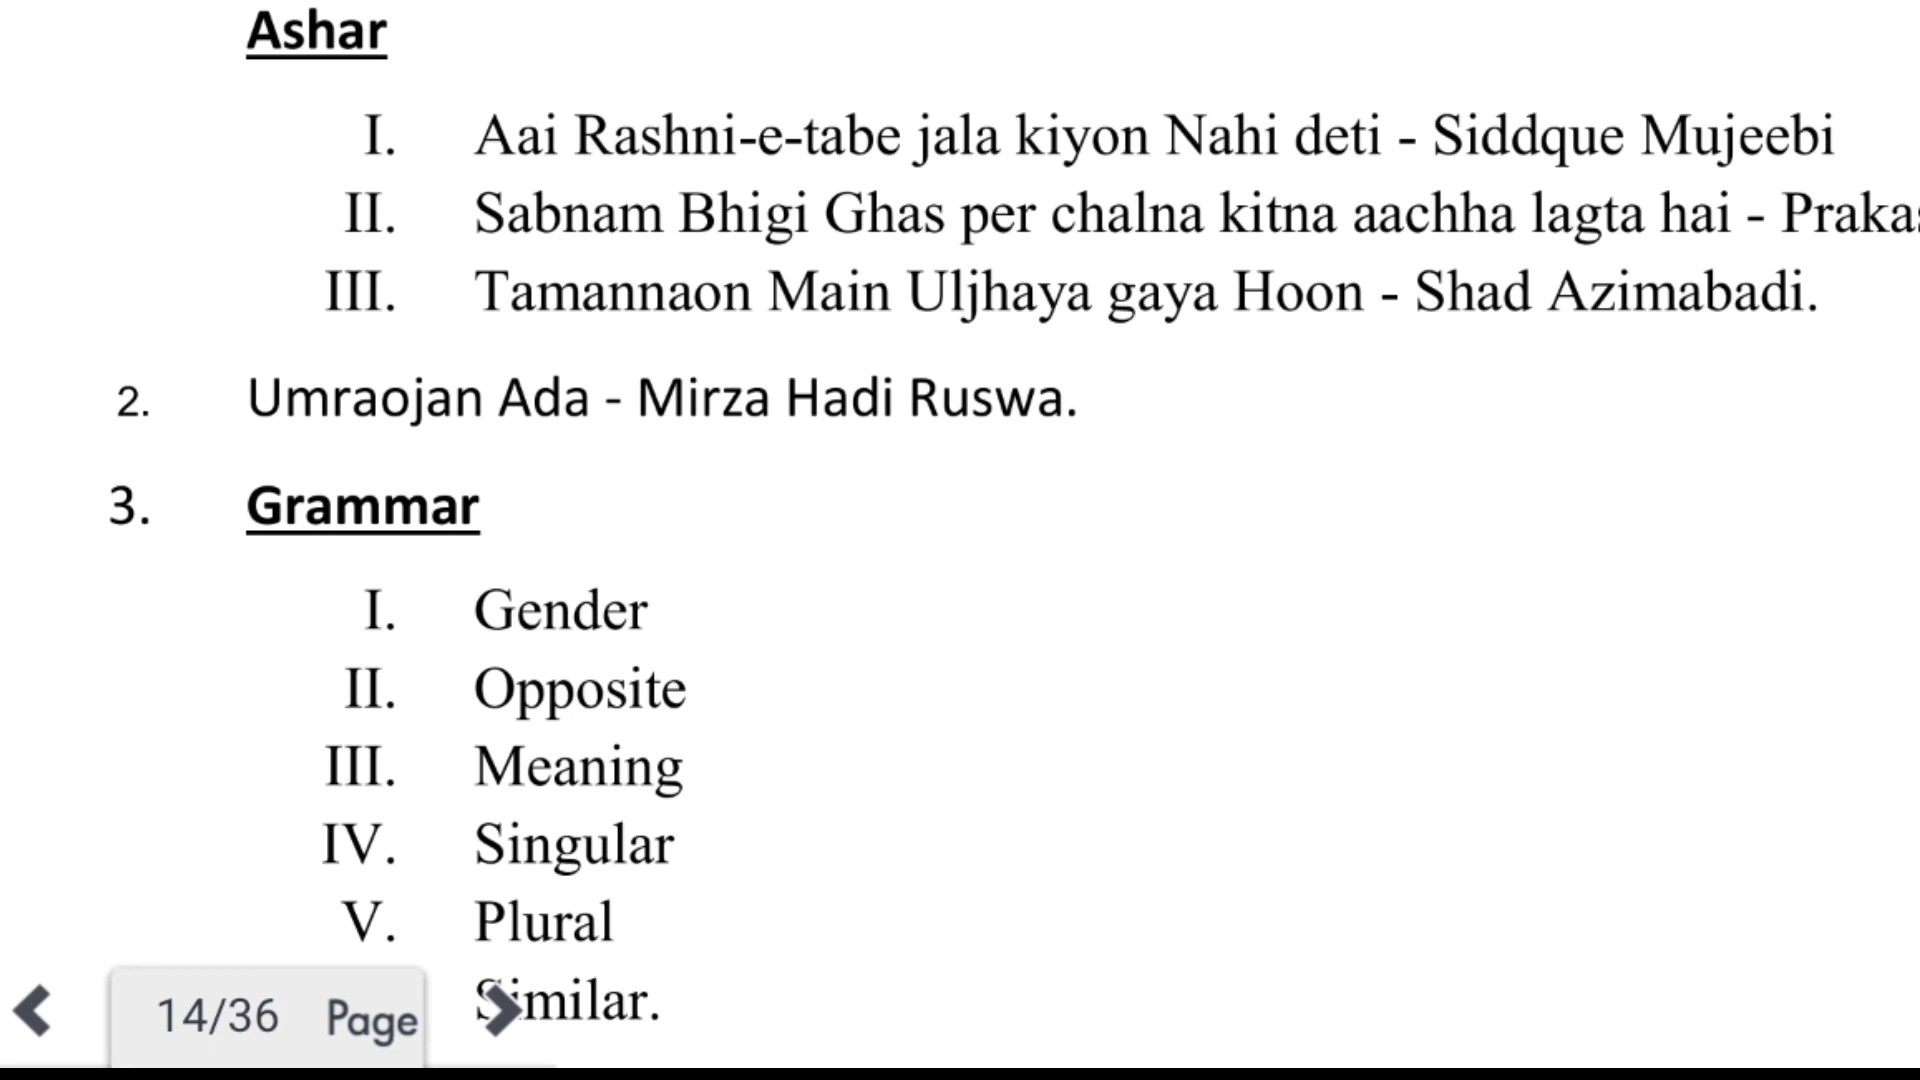 Ashar
I. Aai Rashni-e-tabe jala kiyon Nahi deti - Siddque Mujeebi
II. Sabnam Bhigi Ghas per chalna kitna aachha lagta hai - Prakas
III. Tamannaon Main Uljhaya gaya Hoon - Shad Azimabadi.
2. Umraojan Ada - Mirza Hadi Ruswa.
3. Grammar
I. Gender
II. Opposite
III. Meaning
IV. Singular
V. Plural
Similar.
14/36 Page